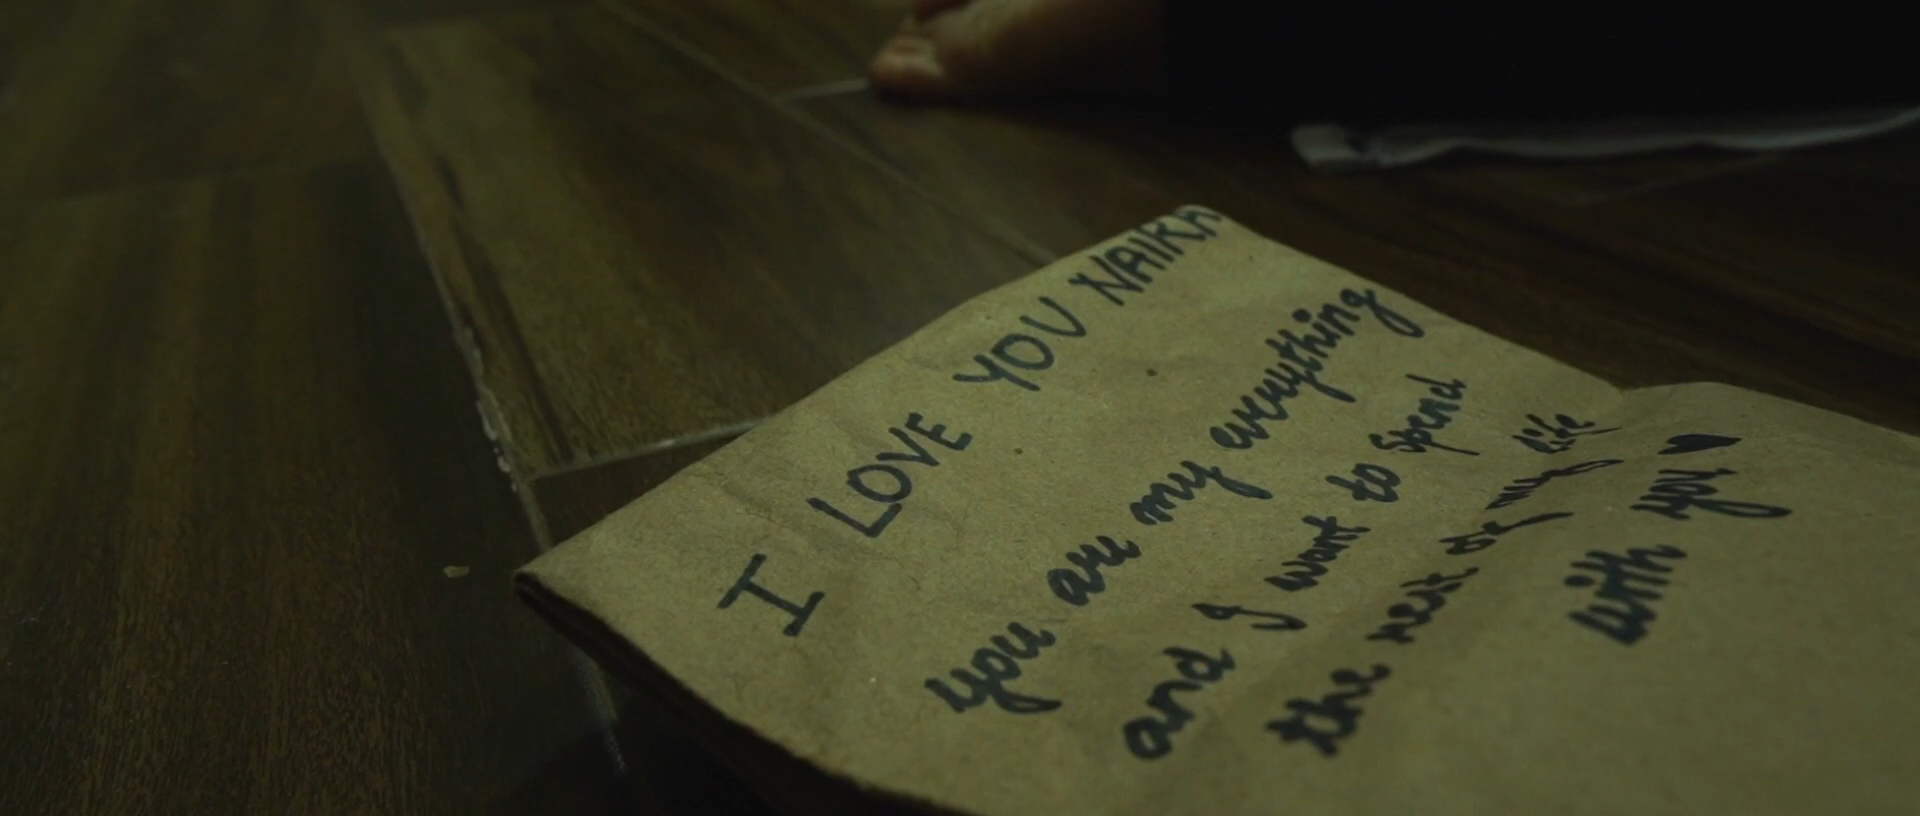 I LOVE YOU NAIRA
you are my everything
and I want to spend
the rest of my life
with you